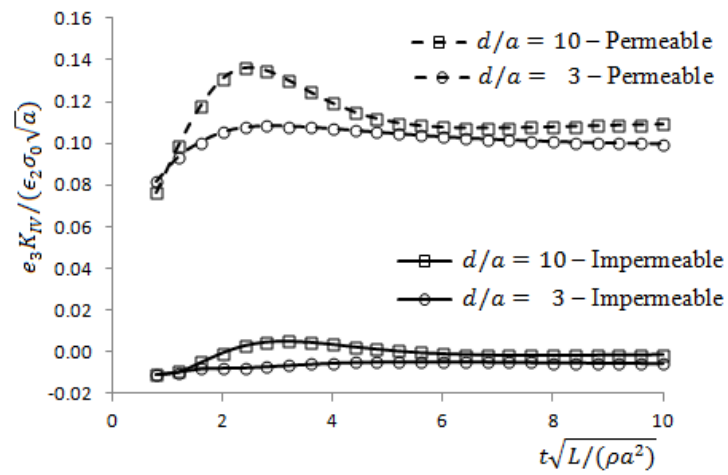 0.16
0.14
0.12
0.10
0.08
0.06
0.04
0.02
0.00
-0.02
e₃K_IV/(ϵ₂σ₀√a)
d/a = 10 – Permeable
d/a = 3 – Permeable
d/a = 10 – Impermeable
d/a = 3 – Impermeable
0 2 4 6 8 10
t√L/(ρa²)